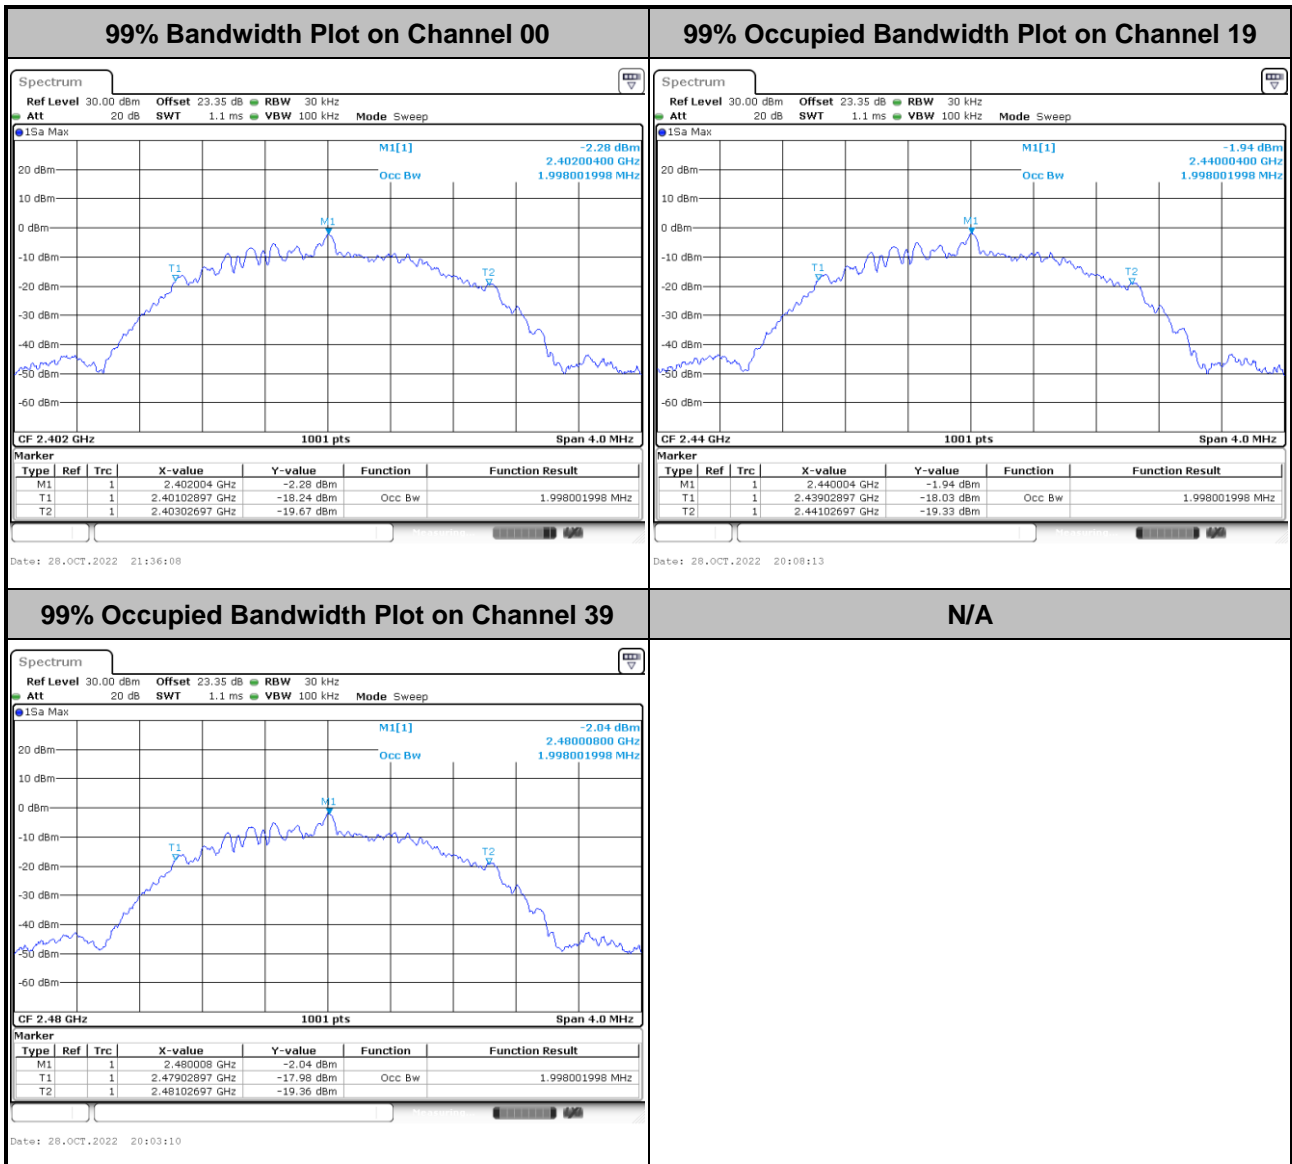 99% Bandwidth Plot on Channel 00
Spectrum
Ref Level 30.00 dBm Offset 23.35 dB RBW 30 kHz
Att 20 dB SWT 1.1 ms VBW 100 kHz Mode Sweep
1Sa Max
M1[1] -2.28 dBm
2.40200400 GHz
Occ Bw 1.998001998 MHz
20 dBm
10 dBm
0 dBm
-10 dBm
-20 dBm
-30 dBm
-40 dBm
-50 dBm
-60 dBm
M1
T1
T2
CF 2.402 GHz 1001 pts Span 4.0 MHz
Marker
Type Ref Trc X-value Y-value Function Function Result
M1 1 2.402004 GHz -2.28 dBm
T1 1 2.40102897 GHz -18.24 dBm Occ Bw 1.998001998 MHz
T2 1 2.40302697 GHz -19.67 dBm
Measuring
Date: 28.OCT.2022 21:36:08
99% Occupied Bandwidth Plot on Channel 19
Spectrum
Ref Level 30.00 dBm Offset 23.35 dB RBW 30 kHz
Att 20 dB SWT 1.1 ms VBW 100 kHz Mode Sweep
1Sa Max
M1[1] -1.94 dBm
2.44000400 GHz
Occ Bw 1.998001998 MHz
20 dBm
10 dBm
0 dBm
-10 dBm
-20 dBm
-30 dBm
-40 dBm
-50 dBm
-60 dBm
M1
T1
T2
CF 2.44 GHz 1001 pts Span 4.0 MHz
Marker
Type Ref Trc X-value Y-value Function Function Result
M1 1 2.440004 GHz -1.94 dBm
T1 1 2.43902897 GHz -18.03 dBm Occ Bw 1.998001998 MHz
T2 1 2.44102697 GHz -19.33 dBm
Measuring
Date: 28.OCT.2022 20:08:13
99% Occupied Bandwidth Plot on Channel 39
N/A
Spectrum
Ref Level 30.00 dBm Offset 23.35 dB RBW 30 kHz
Att 20 dB SWT 1.1 ms VBW 100 kHz Mode Sweep
1Sa Max
M1[1] -2.04 dBm
2.48000800 GHz
Occ Bw 1.998001998 MHz
20 dBm
10 dBm
0 dBm
-10 dBm
-20 dBm
-30 dBm
-40 dBm
-50 dBm
-60 dBm
M1
T1
T2
CF 2.48 GHz 1001 pts Span 4.0 MHz
Marker
Type Ref Trc X-value Y-value Function Function Result
M1 1 2.480008 GHz -2.04 dBm
T1 1 2.47902897 GHz -17.98 dBm Occ Bw 1.998001998 MHz
T2 1 2.48102697 GHz -19.36 dBm
Measuring
Date: 28.OCT.2022 20:03:10